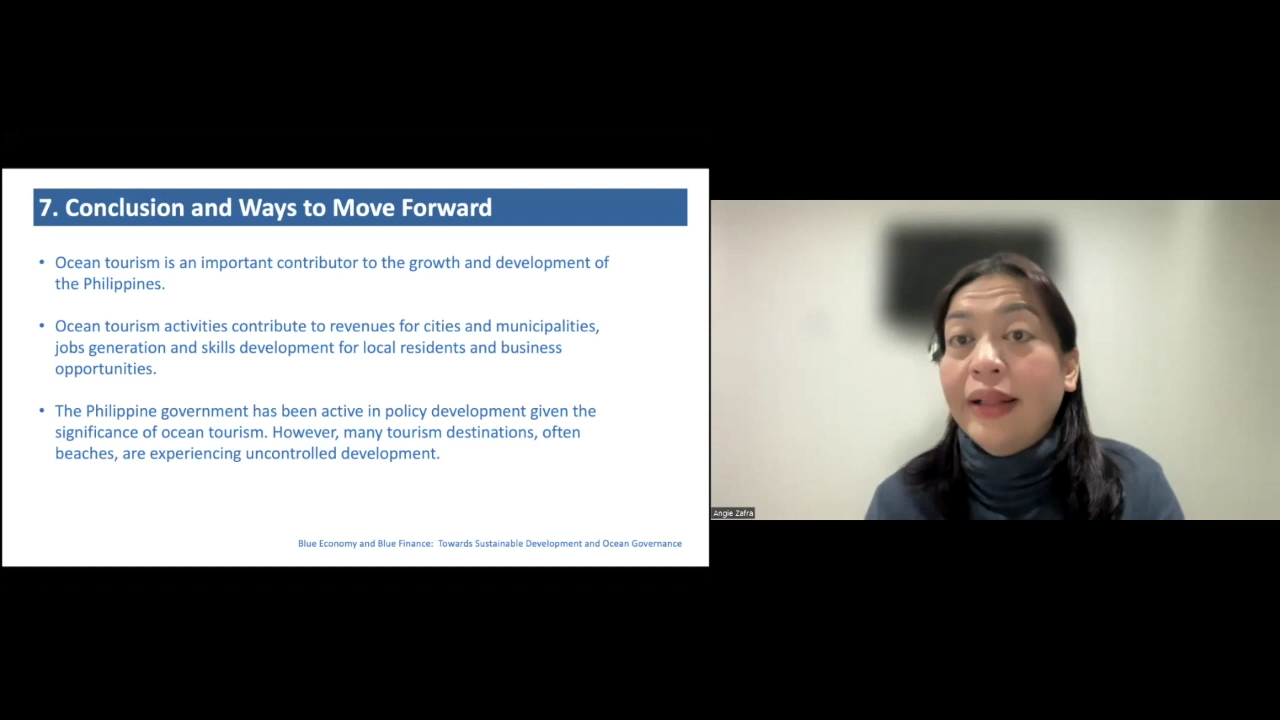 7. Conclusion and Ways to Move Forward
• Ocean tourism is an important contributor to the growth and development of
the Philippines.
• Ocean tourism activities contribute to revenues for cities and municipalities,
jobs generation and skills development for local residents and business
opportunities.
• The Philippine government has been active in policy development given the
significance of ocean tourism. However, many tourism destinations, often
beaches, are experiencing uncontrolled development.
Blue Economy and Blue Finance: Towards Sustainable Development and Ocean Governance
Angie Zafra